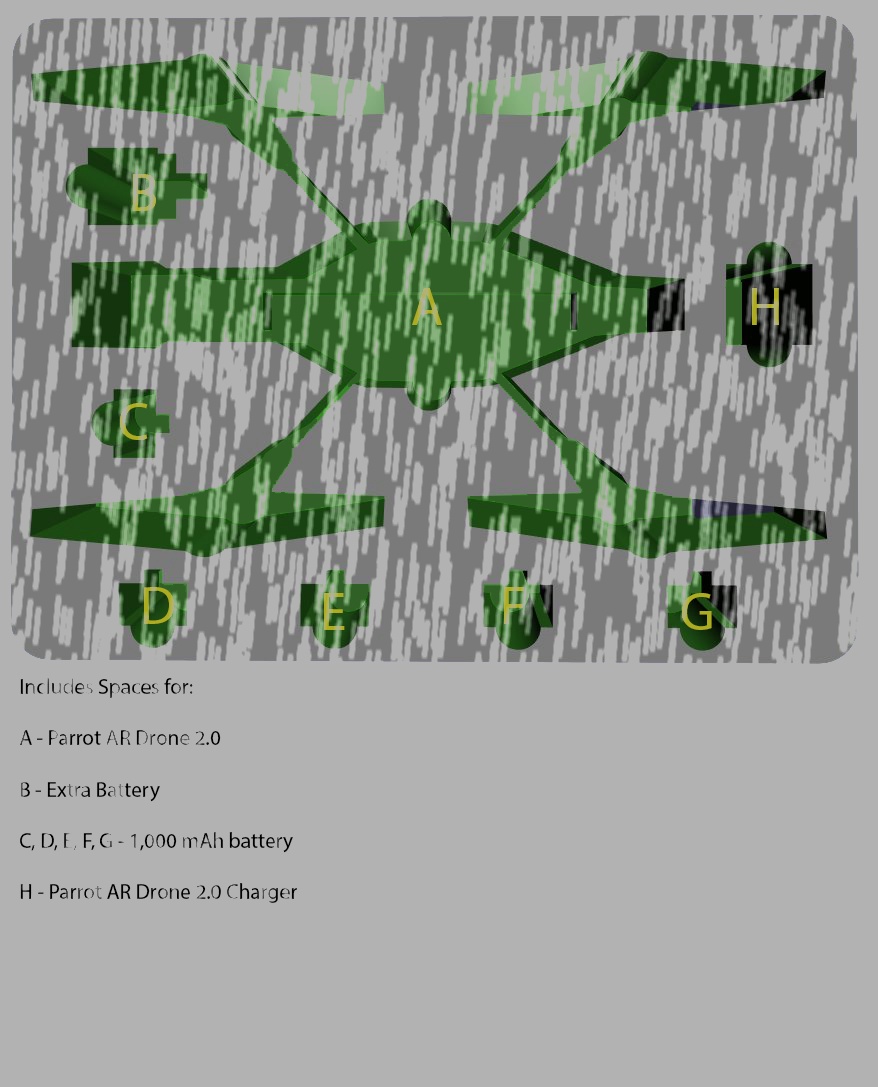 B
A
H
C
D
E
F
G
Includes Spaces for:
A - Parrot AR Drone 2.0
B - Extra Battery
C, D, E, F, G - 1,000 mAh battery
H - Parrot AR Drone 2.0 Charger